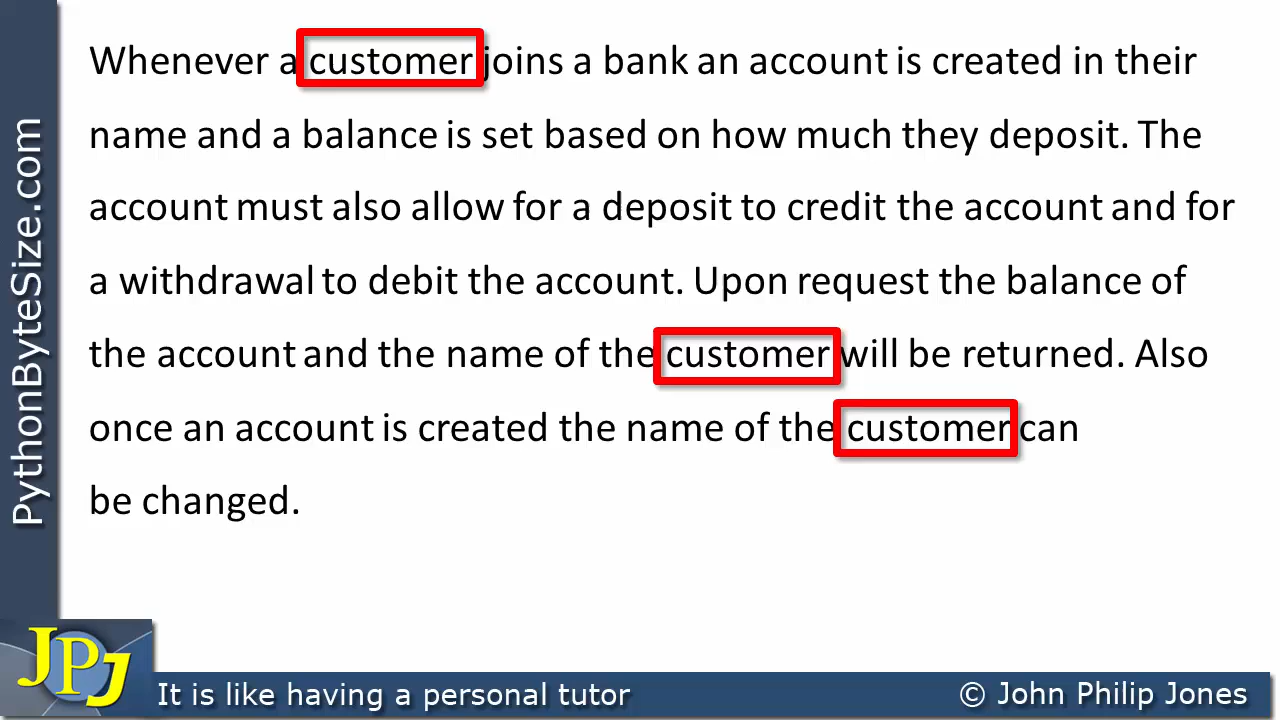 Whenever a customer joins a bank an account is created in their
name and a balance is set based on how much they deposit. The
account must also allow for a deposit to credit the account and for
a withdrawal to debit the account. Upon request the balance of
the account and the name of the customer will be returned. Also
once an account is created the name of the customer can
be changed.
PythonByteSize.com
JPJ
It is like having a personal tutor
© John Philip Jones